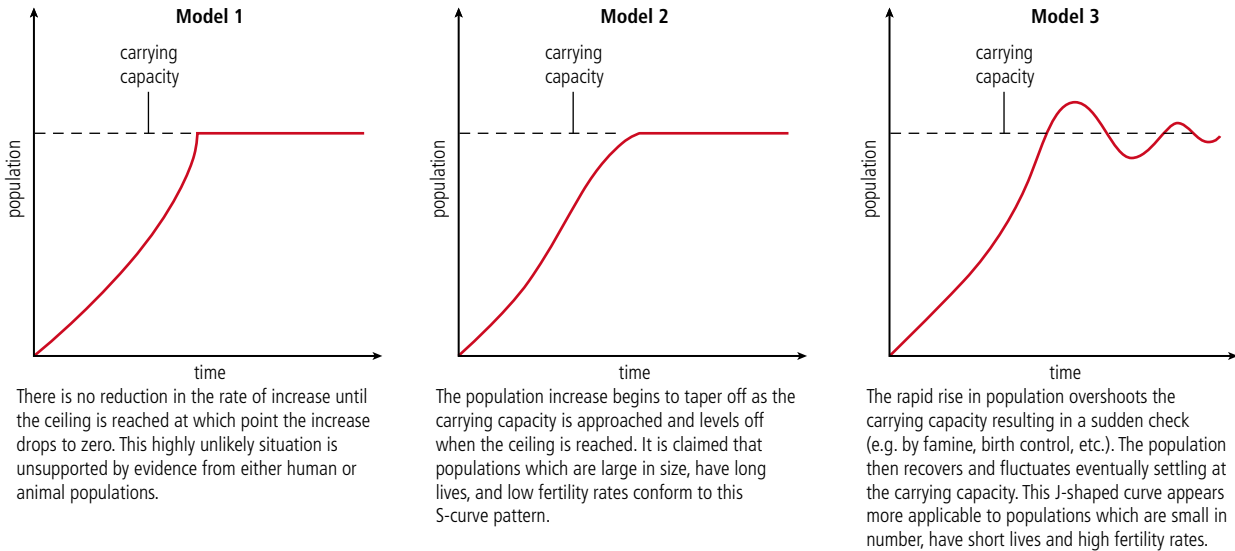 Model 1
carrying
capacity
population
time
There is no reduction in the rate of increase until
the ceiling is reached at which point the increase
drops to zero. This highly unlikely situation is
unsupported by evidence from either human or
animal populations.
Model 2
carrying
capacity
population
time
The population increase begins to taper off as the
carrying capacity is approached and levels off
when the ceiling is reached. It is claimed that
populations which are large in size, have long
lives, and low fertility rates conform to this
S-curve pattern.
Model 3
carrying
capacity
population
time
The rapid rise in population overshoots the
carrying capacity resulting in a sudden check
(e.g. by famine, birth control, etc.). The population
then recovers and fluctuates eventually settling at
the carrying capacity. This J-shaped curve appears
more applicable to populations which are small in
number, have short lives and high fertility rates.